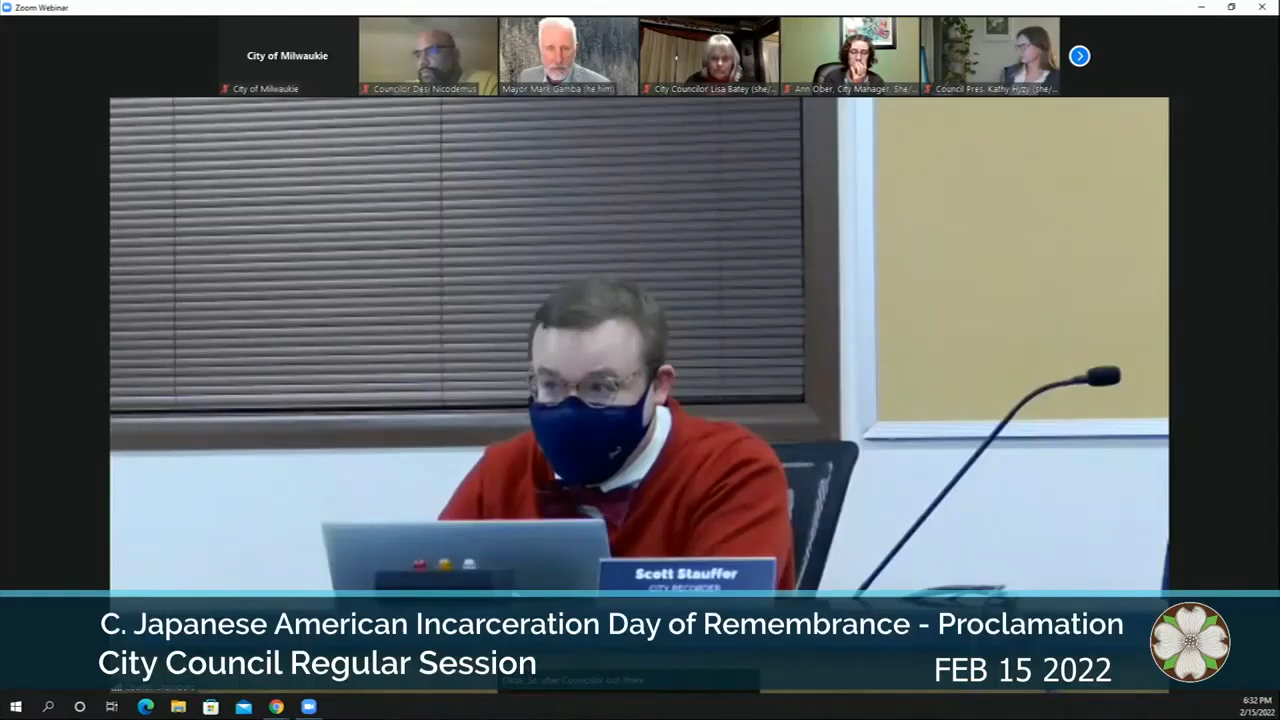 Zoom Webinar
City of Milwaukie
City of Milwaukie
Councilor Desi Nicodemus
Mayor Mark Gamba (he him)
City Councilor Lisa Batey (she/...
Ann Ober, City Manager, She/...
Council Pres. Kathy Hyzy (she/...
Scott Stauffer
CITY RECORDER
C. Japanese American Incarceration Day of Remembrance - Proclamation
City Council Regular Session
FEB 15 2022
6:32 PM
2/15/2022